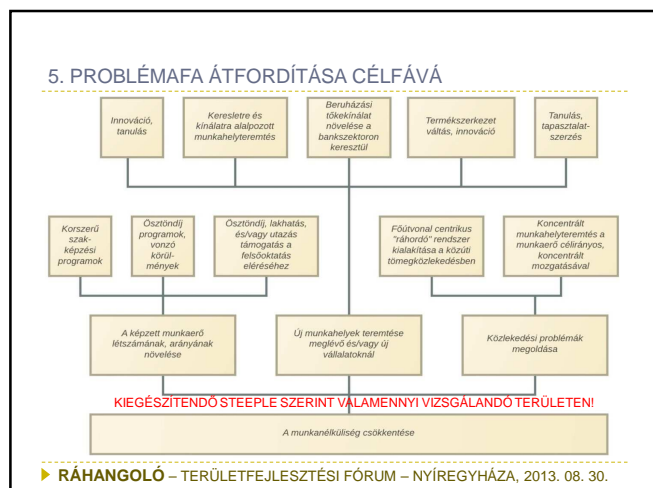 5. PROBLÉMAFA ÁTFORDÍTÁSA CÉLFÁVÁ
Innováció,
tanulás
Keresletre és
kínálatra alalpozott
munkahelyteremtés
Beruházási
tőkekínálat
növelése a
bankszektoron
keresztül
Termékszerkezet
váltás, innováció
Tanulás,
tapasztalat-
szerzés
Korszerű
szak-
képzési
programok
Ösztöndíj
programok,
vonzó
körül-
mények
Ösztöndíj, lakhatás,
és/vagy utazás
támogatás a
felsőoktatás
eléréséhez
Főútvonal centrikus
"ráhordó" rendszer
kialakítása a közúti
tömegközlekedésben
Koncentrált
munkahelyteremtés a
munkaerő célirányos,
koncentrált
mozgatásával
A képzett munkaerő
létszámának, arányának
növelése
Új munkahelyek teremtése
meglévő és/vagy új
vállalatoknál
Közlekedési problémák
megoldása
KIEGÉSZÍTENDŐ STEEPLE SZERINT VALAMENNYI VIZSGÁLANDÓ TERÜLETEN!
A munkanélküliség csökkentése
RÁHANGOLÓ – TERÜLETFEJLESZTÉSI FÓRUM – NYÍREGYHÁZA, 2013. 08. 30.